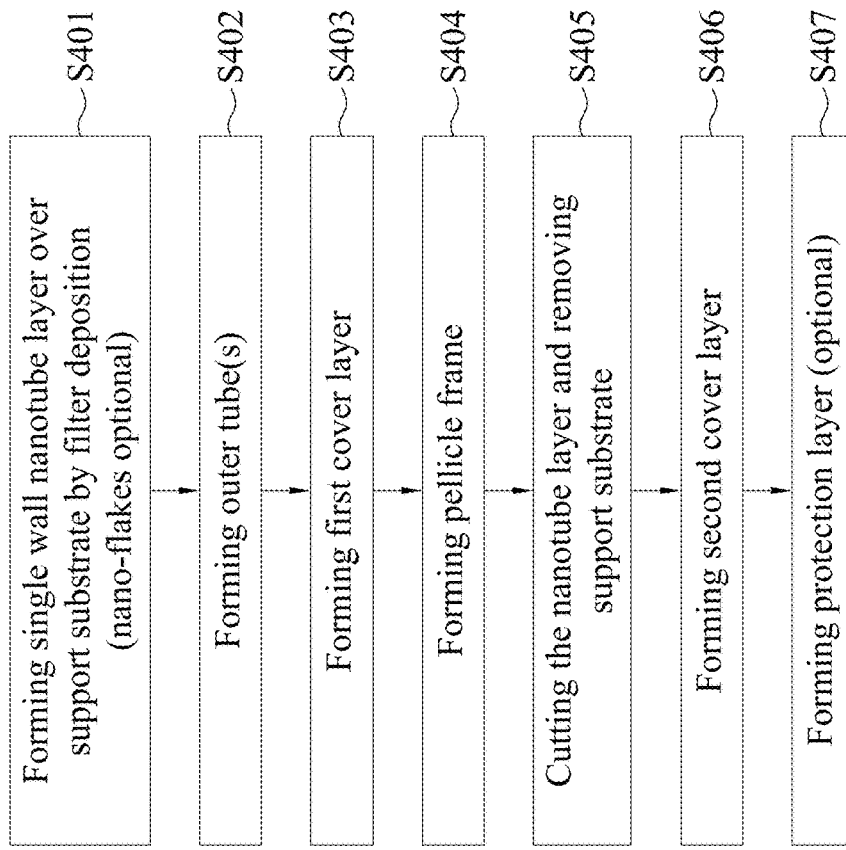 Forming single wall nanotube layer over
support substrate by filter deposition
(nano-flakes optional)
S401
Forming outer tube(s)
S402
Forming first cover layer
S403
Forming pellicle frame
S404
Cutting the nanotube layer and removing
support substrate
S405
Forming second cover layer
S406
Forming protection layer (optional)
S407